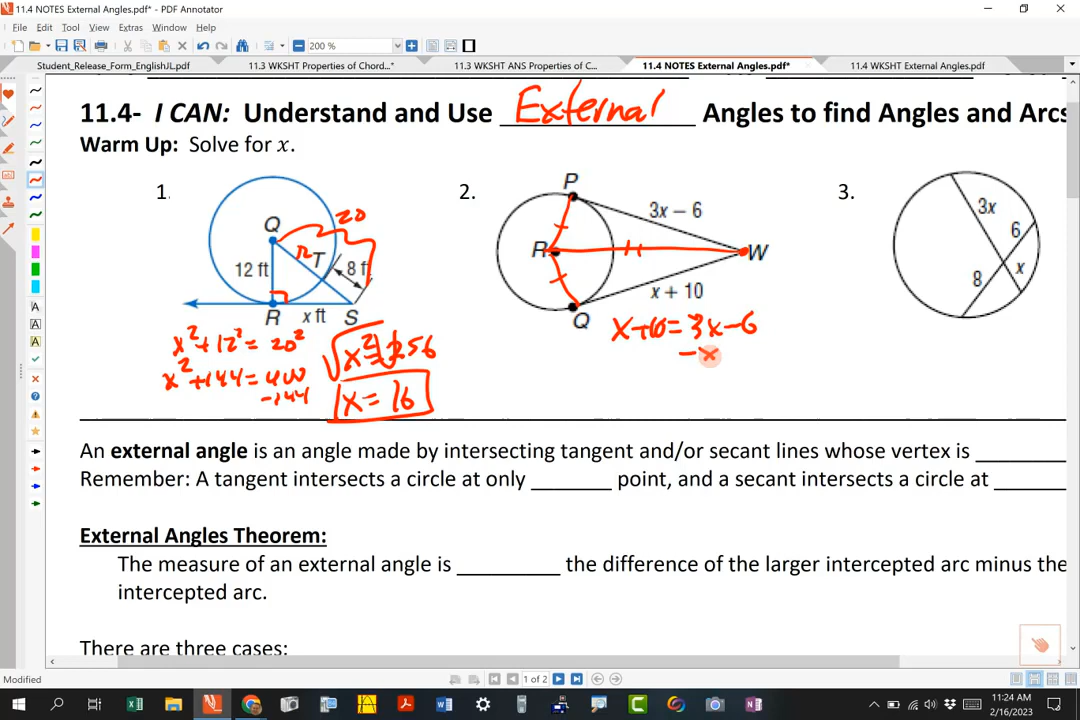 11.4 NOTES External Angles.pdf* - PDF Annotator
File Edit Tool View Extras Window Help
200 %
Student_Release_Form_EnglishJL.pdf
11.3 WKSHT Properties of Chord...*
11.3 WKSHT ANS Properties of C...
11.4 NOTES External Angles.pdf*
11.4 WKSHT External Angles.pdf
11.4- I CAN: Understand and Use External Angles to find Angles and Arcs
Warm Up: Solve for x.
1.
Q
20
12
T
12 ft
8 ft
R
x ft
S
x² + 12² = 20²
x² + 144 = 400
-144
x² = 256
x = 16
2.
P
3x − 6
R
W
x + 10
Q
x + 10 = 3x − 6
− x
3.
3x
6
8
x
An external angle is an angle made by intersecting tangent and/or secant lines whose vertex is
Remember: A tangent intersects a circle at only ______ point, and a secant intersects a circle at ______
External Angles Theorem:
The measure of an external angle is ________ the difference of the larger intercepted arc minus the
intercepted arc.
There are three cases:
Modified
1 of 2
11:24 AM
2/16/2023